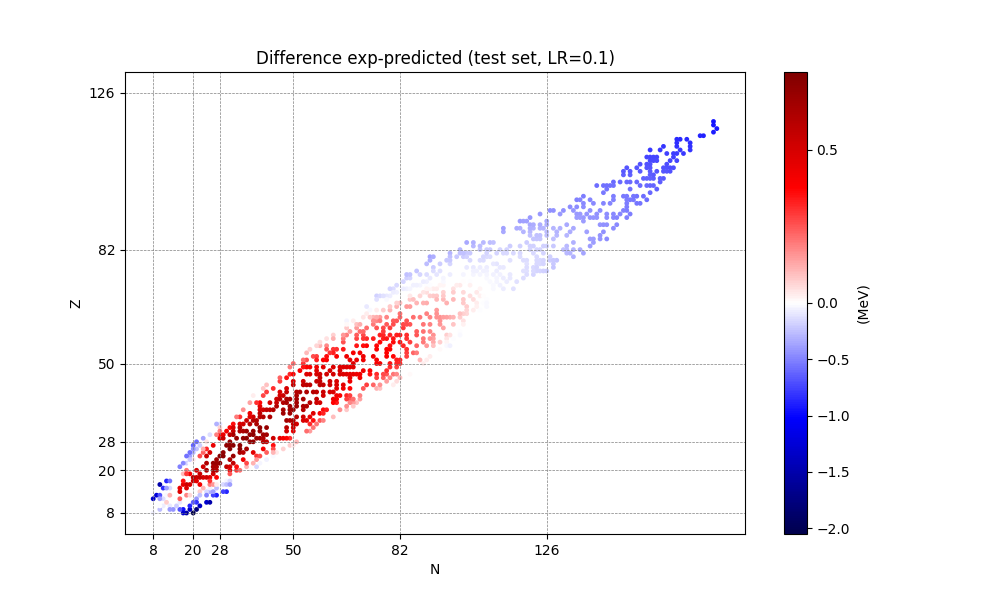 Difference exp-predicted (test set, LR=0.1)
126
82
50
28
20
8
Z
8 20 28 50 82 126
N
0.5
0.0
−0.5
−1.0
−1.5
−2.0
(MeV)